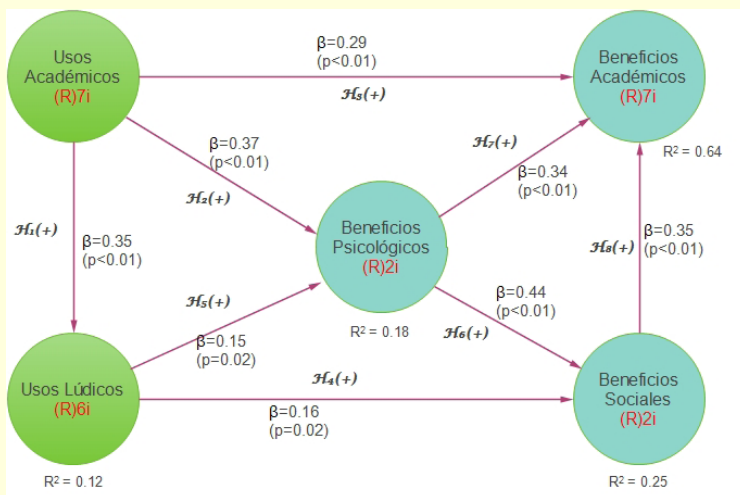 Usos
Académicos
(R)7i
β=0.29
(p<0.01)
ℋ₅(+)
Beneficios
Académicos
(R)7i
R² = 0.64
β=0.37
(p<0.01)
ℋ₂(+)
ℋ₇(+)
β=0.34
(p<0.01)
ℋ₁(+)
β=0.35
(p<0.01)
Beneficios
Psicológicos
(R)2i
R² = 0.18
ℋ₈(+)
β=0.35
(p<0.01)
ℋ₅(+)
β=0.15
(p=0.02)
β=0.44
(p<0.01)
ℋ₆(+)
Usos Lúdicos
(R)6i
R² = 0.12
ℋ₄(+)
β=0.16
(p=0.02)
Beneficios
Sociales
(R)2i
R² = 0.25